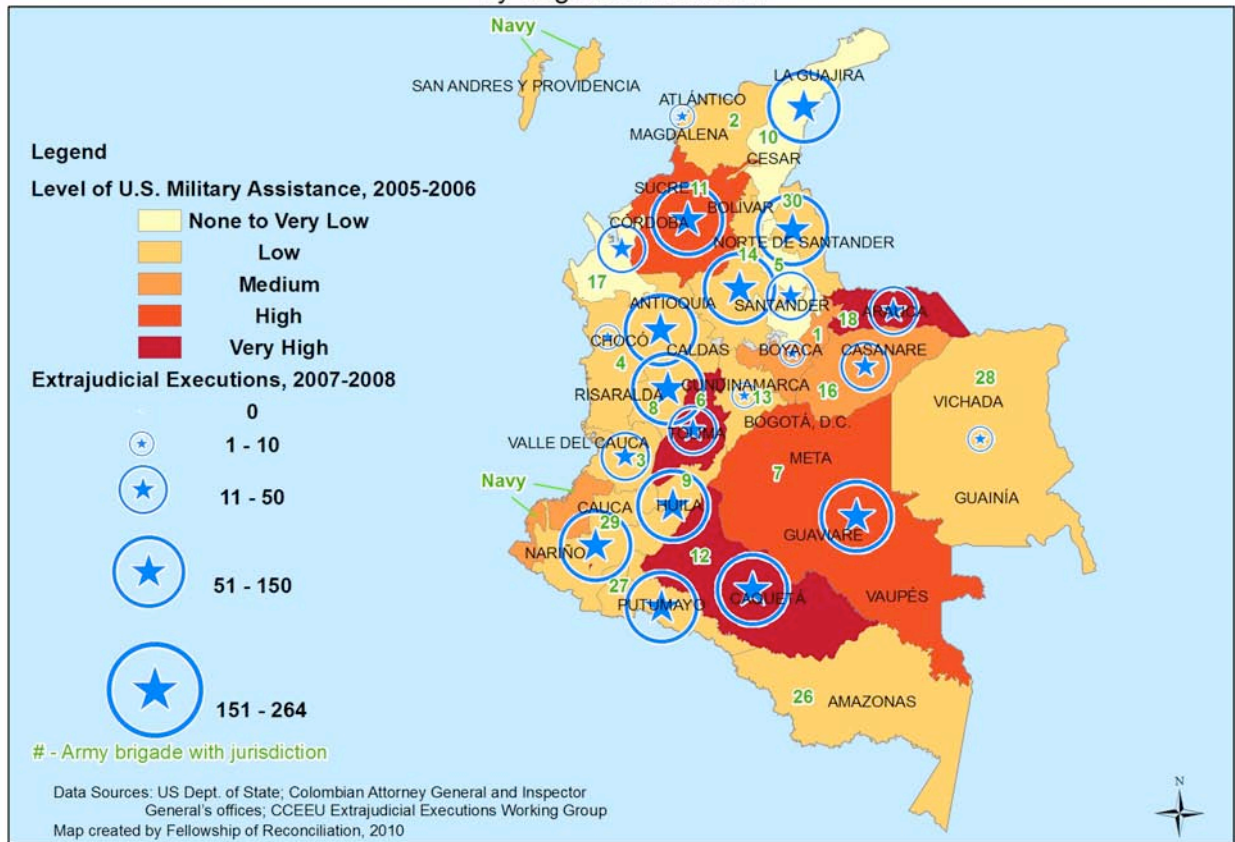 Navy
LA GUAJIRA
SAN ANDRES Y PROVIDENCIA
ATLÁNTICO
2
MAGDALENA
10
CESAR
Legend
Level of U.S. Military Assistance, 2005-2006
None to Very Low
Low
Medium
High
Very High
Extrajudicial Executions, 2007-2008
0
1 - 10
11 - 50
51 - 150
151 - 264
# - Army brigade with jurisdiction
SUCRE
11
BOLÍVAR
30
CÓRDOBA
NORTE DE SANTANDER
14
5
17
ANTIOQUIA
SANTANDER
18
ARAUCA
1
CHOCÓ
CALDAS
BOYACA
CASANARE
4
28
RISARALDA
CUNDINAMARCA
16
VICHADA
8
6
13
BOGOTÁ, D.C.
TOLIMA
VALLE DEL CAUCA
3
META
7
Navy
9
GUAINÍA
CAUCA
HUILA
29
GUAVIARE
NARIÑO
12
27
PUTUMAYO
CAQUETÁ
VAUPÉS
26
AMAZONAS
Data Sources: US Dept. of State; Colombian Attorney General and Inspector
General's offices; CCEEU Extrajudicial Executions Working Group
Map created by Fellowship of Reconciliation, 2010
N